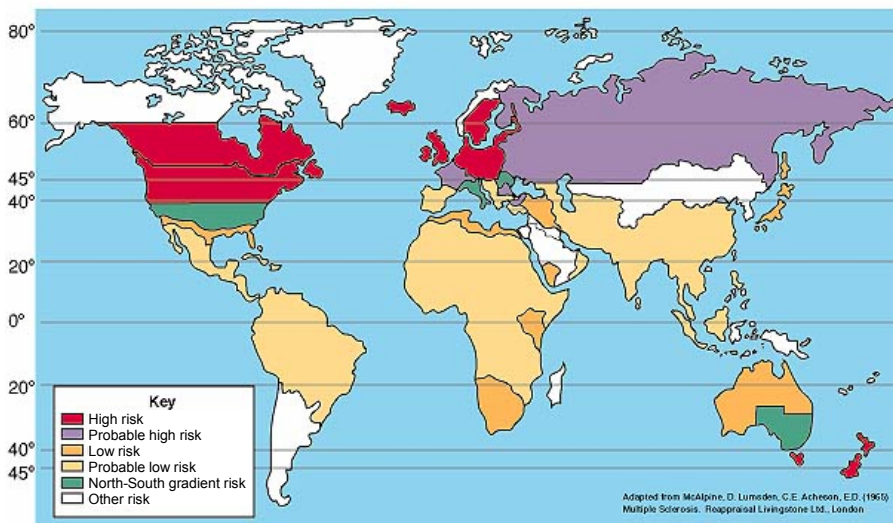 80°
60°
45°
40°
20°
0°
20°
40°
45°
Key
High risk
Probable high risk
Low risk
Probable low risk
North-South gradient risk
Other risk
Adapted from McAlpine, D. Lumsden, C.E. Acheson, E.D. (1965)
Multiple Sclerosis. Reappraisal Livingstone Ltd., London